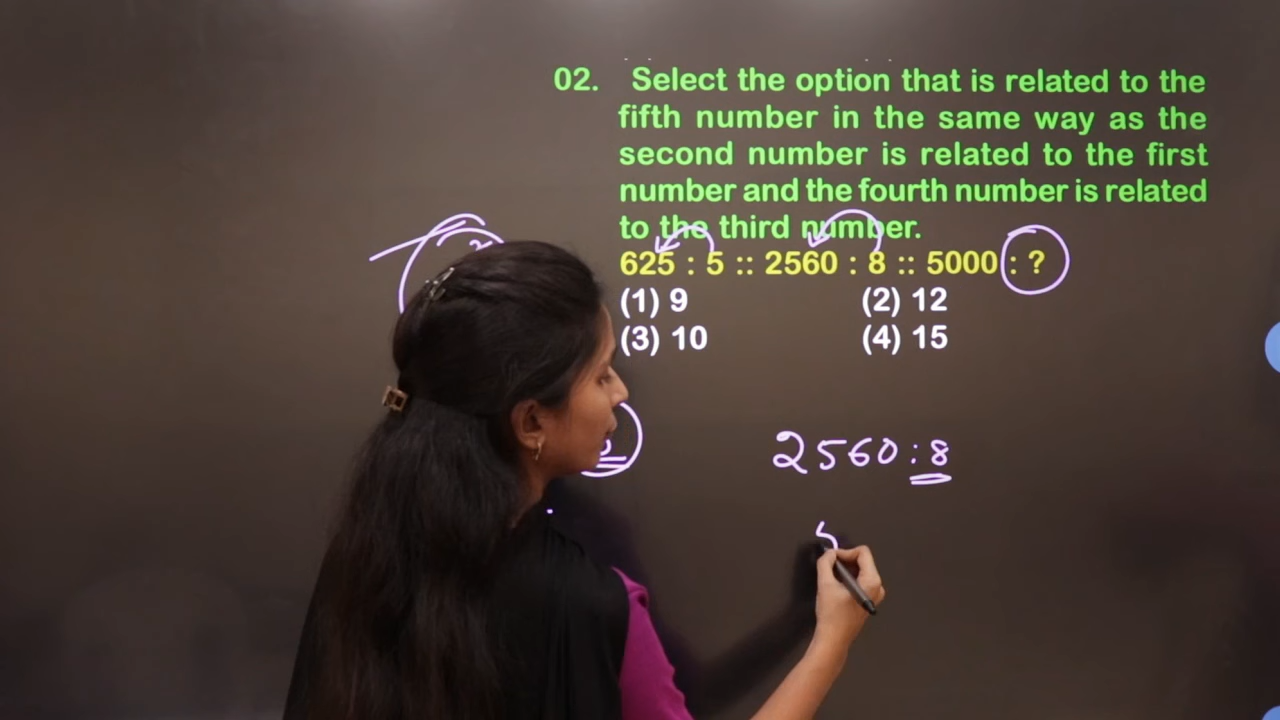 02. Select the option that is related to the
fifth number in the same way as the
second number is related to the first
number and the fourth number is related
to the third number.
625 : 5 :: 2560 : 8 :: 5000 : ?
(1) 9 (2) 12
(3) 10 (4) 15
2560 : 8